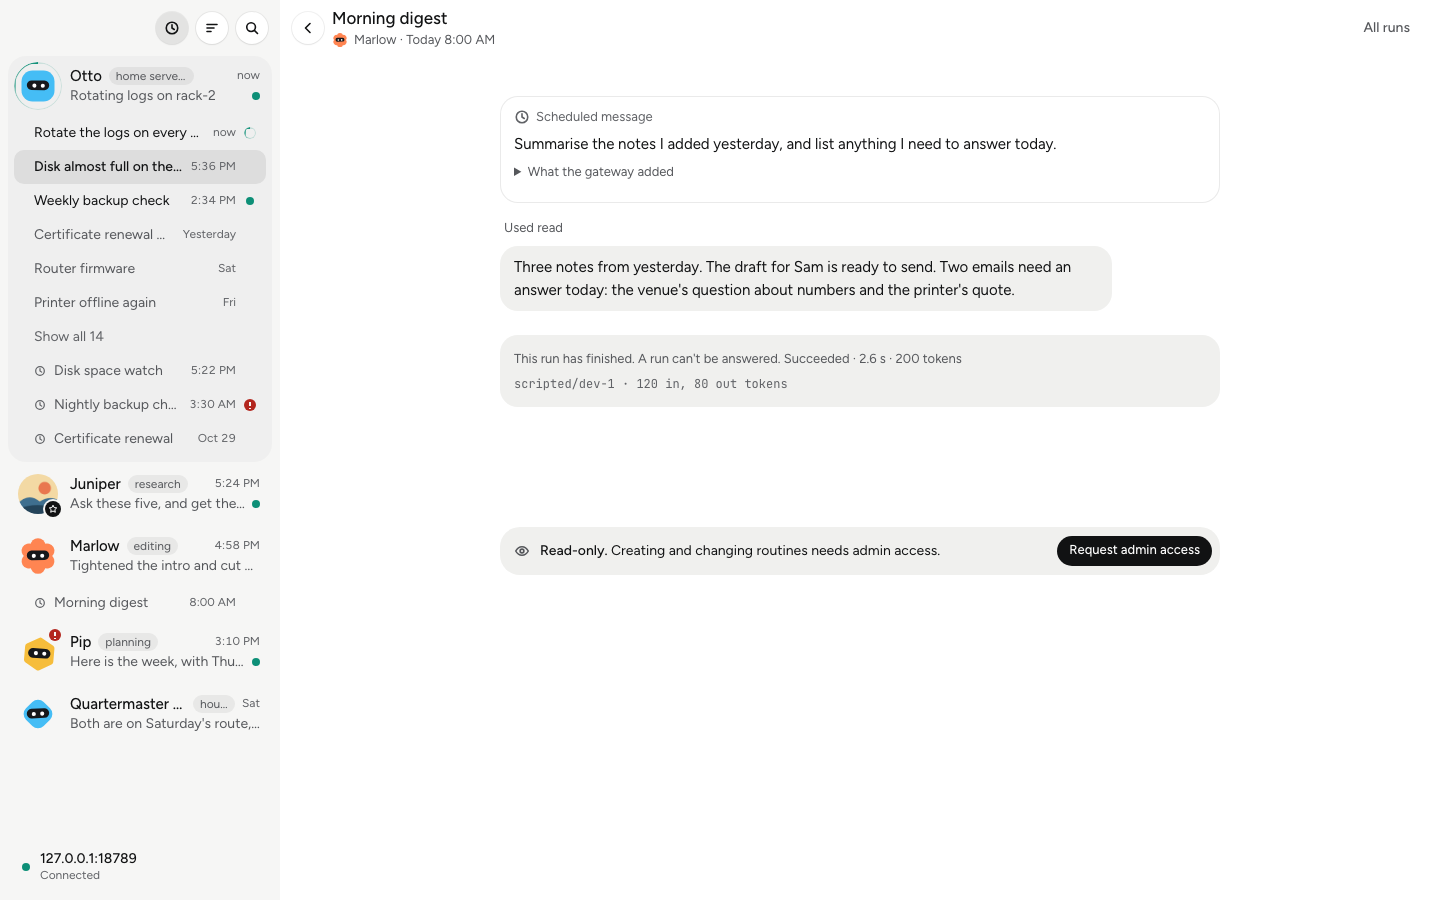 Otto home serve... now
Rotating logs on rack-2
Rotate the logs on every ... now
Disk almost full on the... 5:36 PM
Weekly backup check 2:34 PM
Certificate renewal ... Yesterday
Router firmware Sat
Printer offline again Fri
Show all 14
Disk space watch 5:22 PM
Nightly backup ch... 3:30 AM
Certificate renewal Oct 29
Juniper research 5:24 PM
Ask these five, and get the...
Marlow editing 4:58 PM
Tightened the intro and cut ...
Morning digest 8:00 AM
Pip planning 3:10 PM
Here is the week, with Thu...
Quartermaster ... hou... Sat
Both are on Saturday's route,...
127.0.0.1:18789
Connected
Morning digest
Marlow · Today 8:00 AM
All runs
Scheduled message
Summarise the notes I added yesterday, and list anything I need to answer today.
What the gateway added
Used read
Three notes from yesterday. The draft for Sam is ready to send. Two emails need an
answer today: the venue's question about numbers and the printer's quote.
This run has finished. A run can't be answered. Succeeded · 2.6 s · 200 tokens
scripted/dev-1 · 120 in, 80 out tokens
Read-only. Creating and changing routines needs admin access.
Request admin access